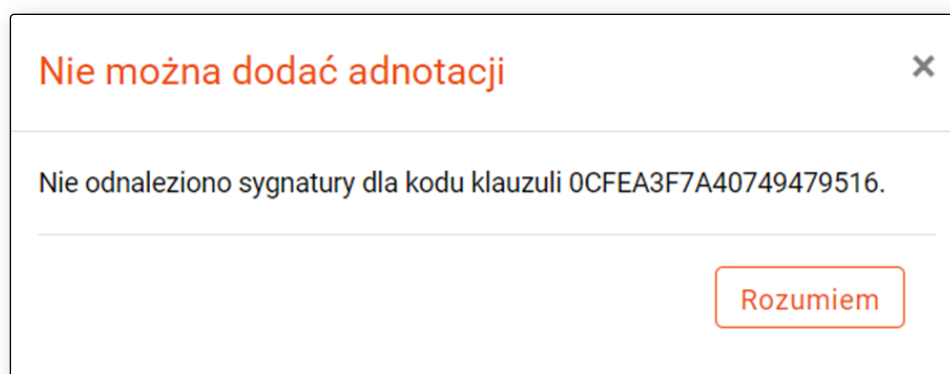 Nie można dodać adnotacji
Nie odnaleziono sygnatury dla kodu klauzuli 0CFEA3F7A40749479516.
Rozumiem